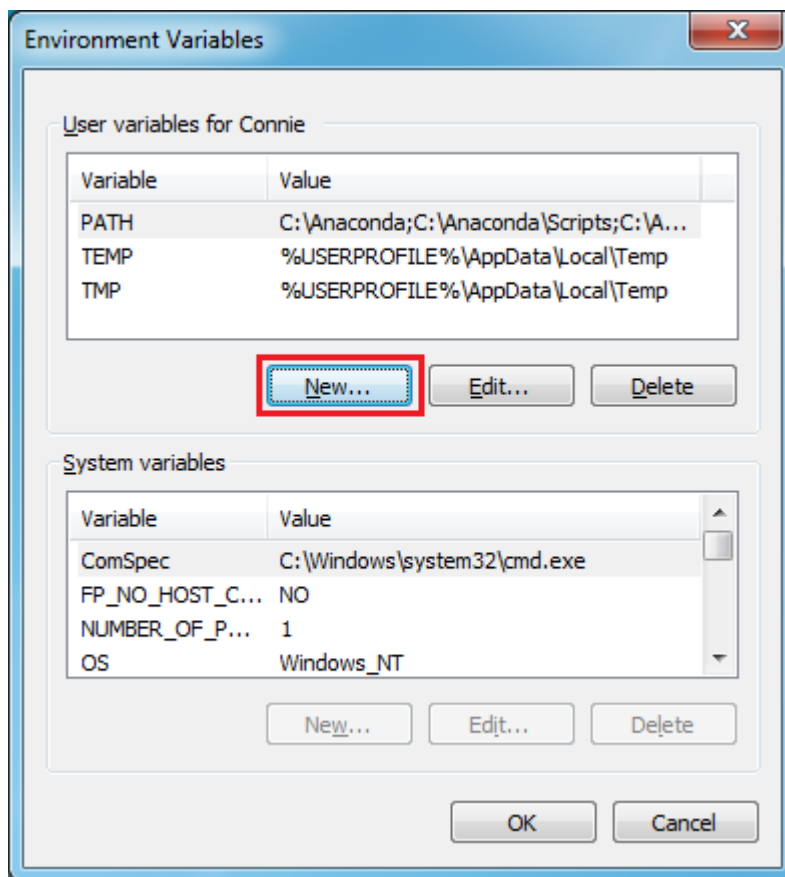 Environment Variables
User variables for Connie
Variable Value
PATH C:\Anaconda;C:\Anaconda\Scripts;C:\A...
TEMP %USERPROFILE%\AppData\Local\Temp
TMP %USERPROFILE%\AppData\Local\Temp
New... Edit... Delete
System variables
Variable Value
ComSpec C:\Windows\system32\cmd.exe
FP_NO_HOST_C... NO
NUMBER_OF_P... 1
OS Windows_NT
New... Edit... Delete
OK Cancel